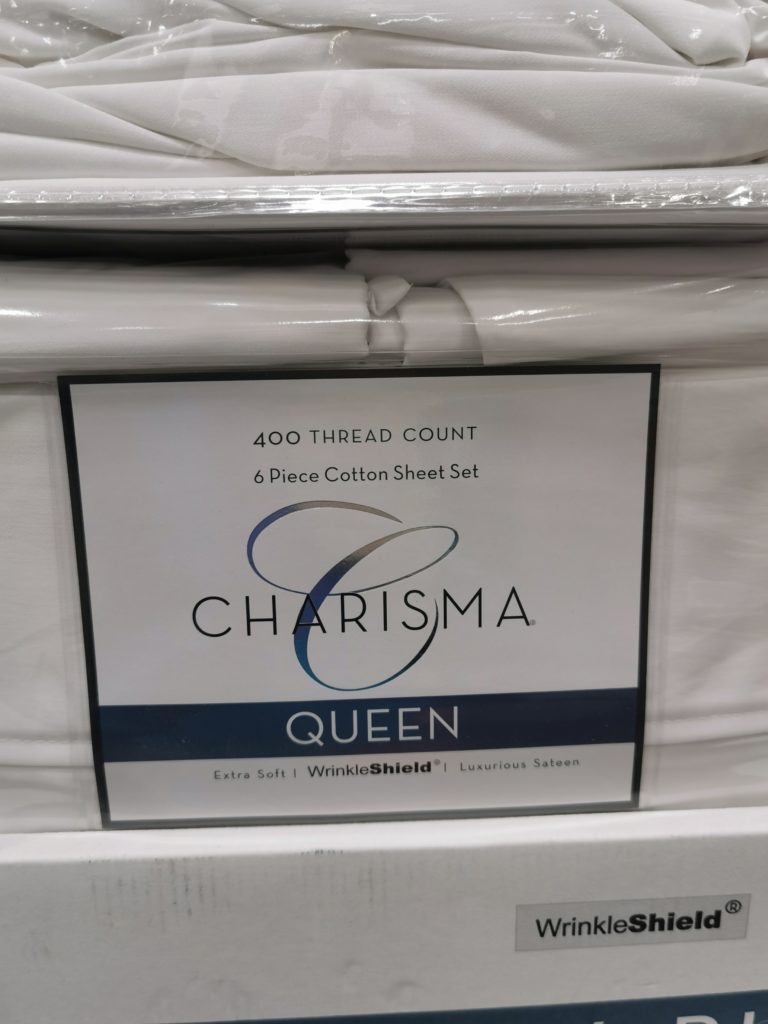 400 THREAD COUNT
6 Piece Cotton Sheet Set
CHARISMA®
QUEEN
Extra Soft | WrinkleShield® | Luxurious Sateen
WrinkleShield®